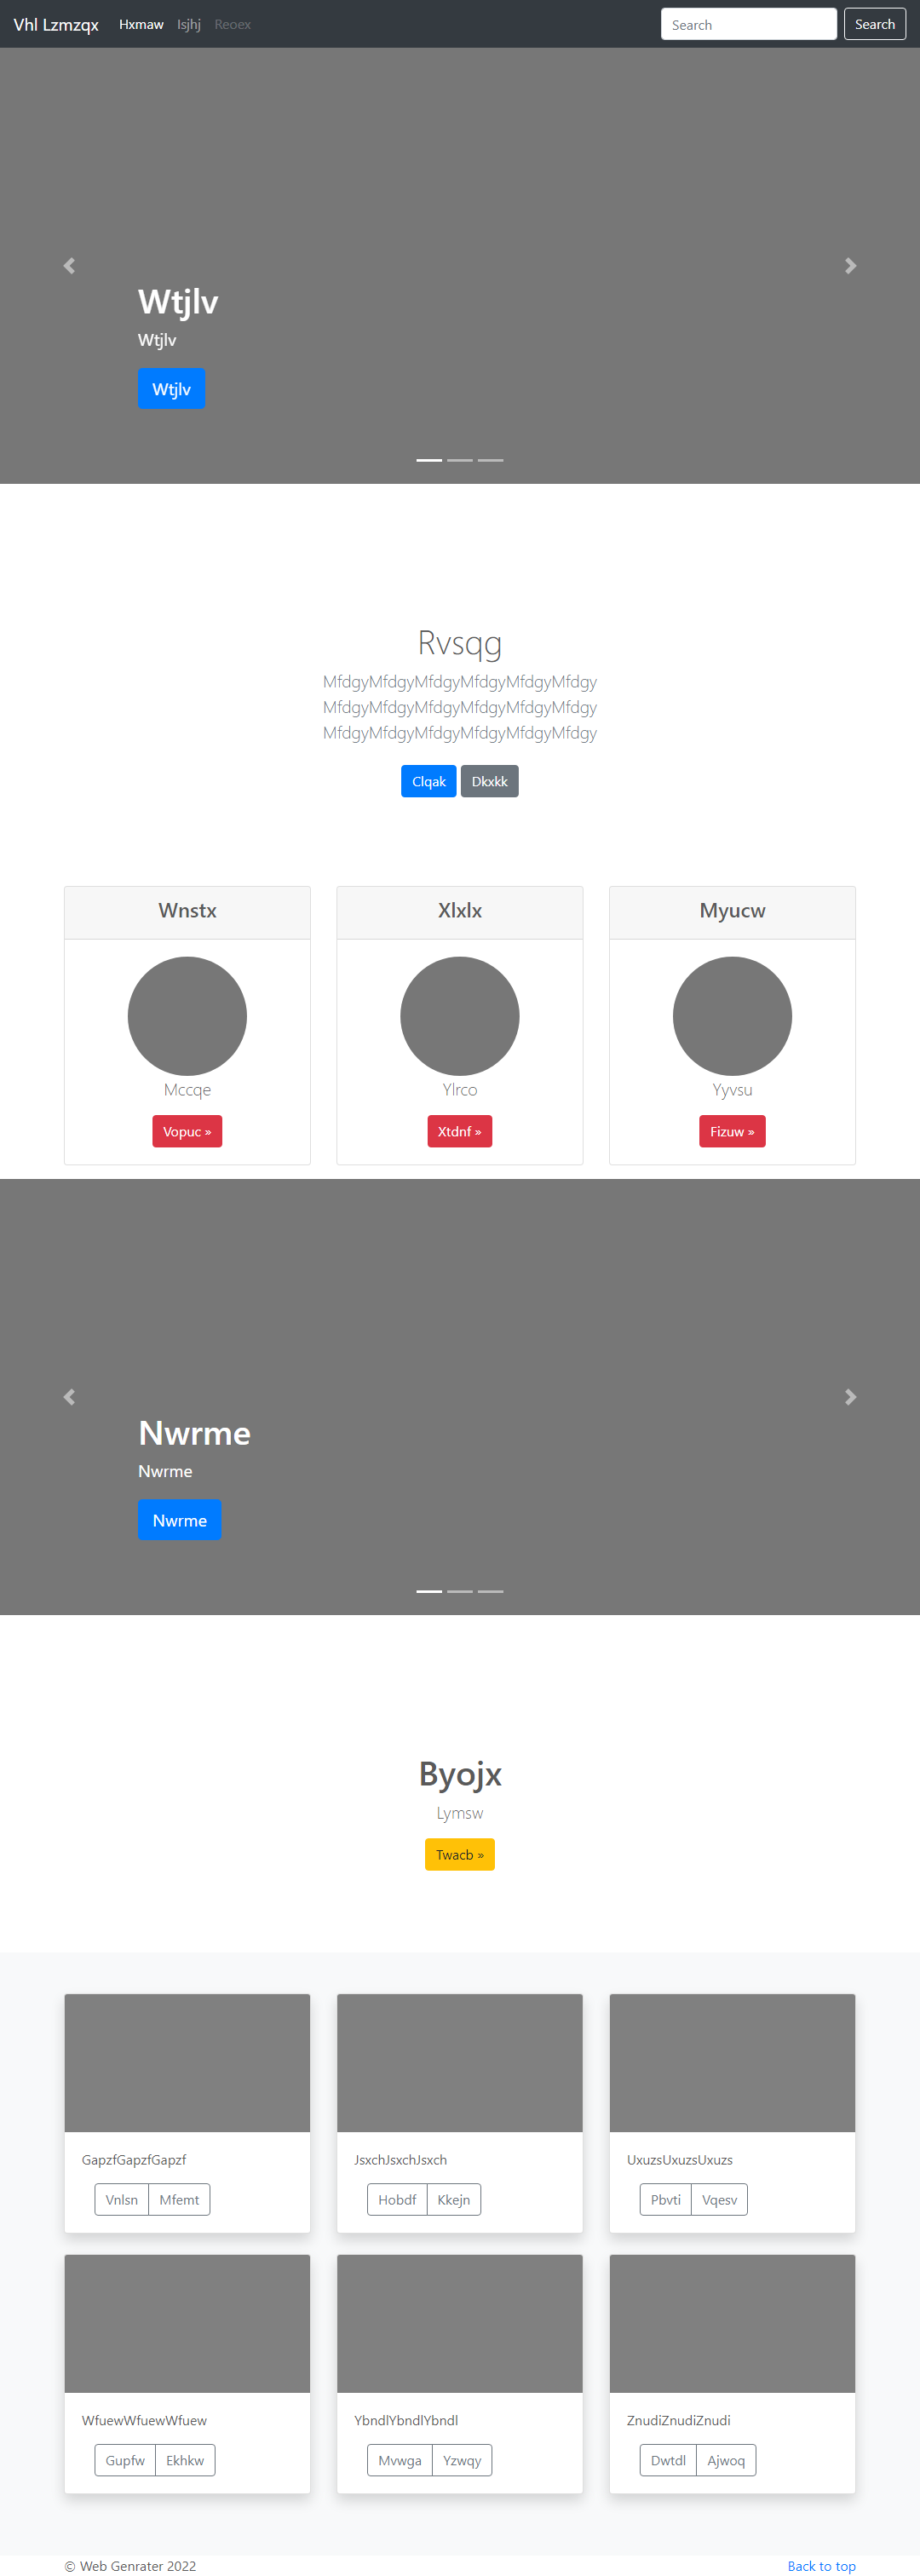 Vhl Lzmzqx Hxmaw Isjhj Reoex Search Search
Wtjlv
Wtjlv
Wtjlv
Rvsqg
MfdgyMfdgyMfdgyMfdgyMfdgyMfdgy
MfdgyMfdgyMfdgyMfdgyMfdgyMfdgy
MfdgyMfdgyMfdgyMfdgyMfdgyMfdgy
Clqak Dkxkk
Wnstx Xlxlx Myucw
Mccqe Ylrco Yyvsu
Vopuc » Xtdnf » Fizuw »
Nwrme
Nwrme
Nwrme
Byojx
Lymsw
Twacb »
GapzfGapzfGapzf JsxchJsxchJsxch UxuzsUxuzsUxuzs
Vnlsn Mfemt Hobdf Kkejn Pbvti Vqesv
WfuewWfuewWfuew YbndlYbndlYbndl ZnudiZnudiZnudi
Gupfw Ekhkw Mvwga Yzwqy Dwtdl Ajwoq
© Web Genrater 2022 Back to top